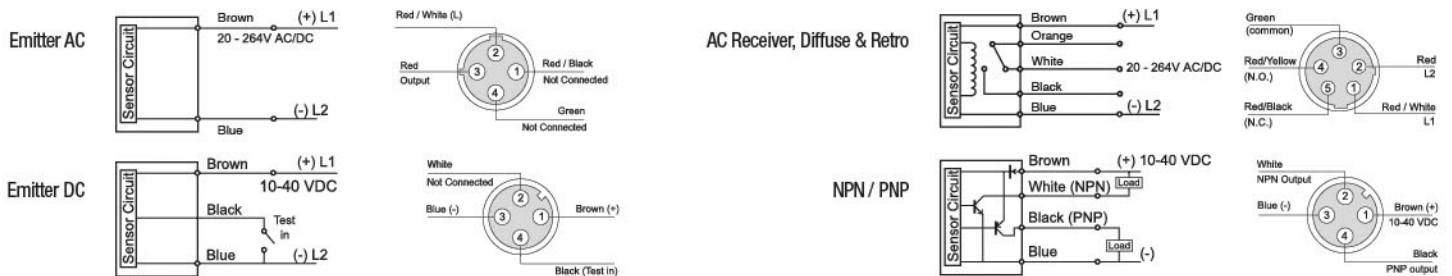 Emitter AC
Sensor Circuit
Brown (+) L1
20 - 264V AC/DC
(-) L2
Blue
Red / White (L)
2
Red
Output
3
1
Red / Black
Not Connected
4
Green
Not Connected
AC Receiver, Diffuse & Retro
Sensor Circuit
Brown (+) L1
Orange
White 20 - 264V AC/DC
Black
Blue (-) L2
Green
(common)
3
Red/Yellow
(N.O.)
4
2
Red
L2
5
1
Red/Black
(N.C.)
Red / White
L1
Emitter DC
Sensor Circuit
Brown (+) L1
10-40 VDC
Black
Test
in
Blue (-) L2
White
Not Connected
2
Blue (-)
3
1
Brown (+)
4
Black (Test in)
NPN / PNP
Sensor Circuit
Brown (+) 10-40 VDC
Load
White (NPN)
Black (PNP)
Load
Blue (-)
White
NPN Output
2
Blue (-)
3
1
Brown (+)
10-40 VDC
4
Black
PNP output